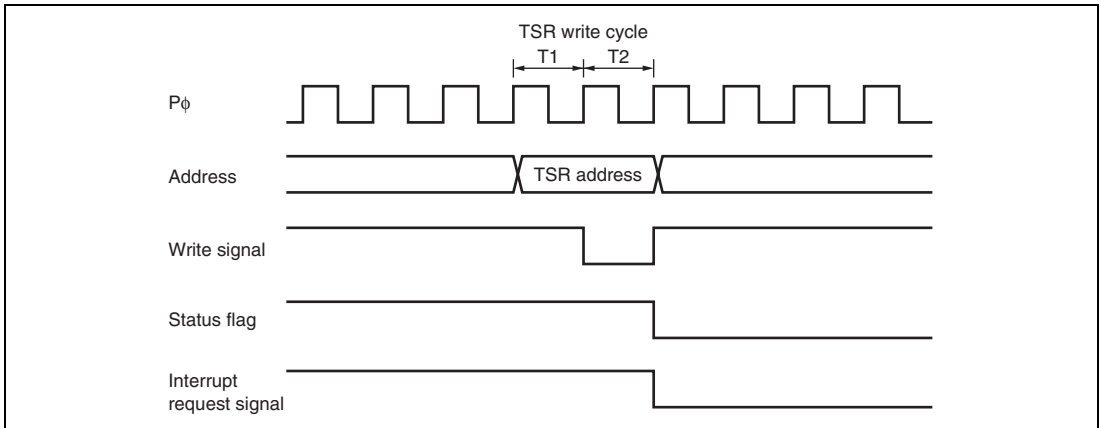 TSR write cycle
T1 T2
Pϕ
Address
TSR address
Write signal
Status flag
Interrupt
request signal